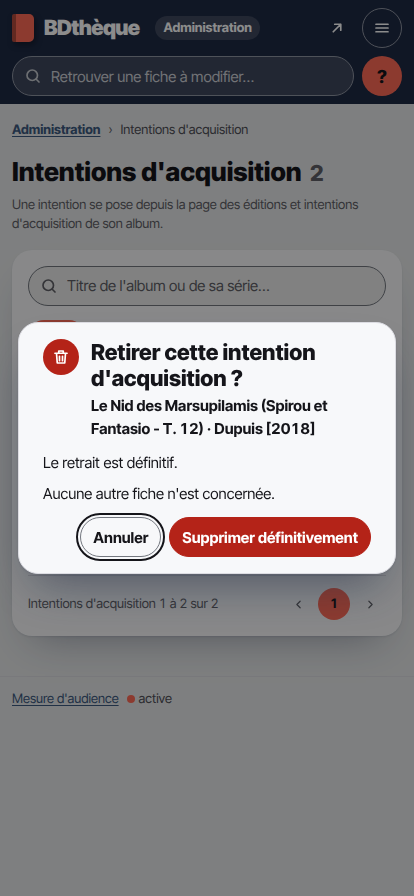 BDthèque Administration
Retrouver une fiche à modifier... ?
Administration › Intentions d'acquisition
Intentions d'acquisition 2
Une intention se pose depuis la page des éditions et intentions
d'acquisition de son album.
Titre de l'album ou de sa série...
Retirer cette intention
d'acquisition ?
Le Nid des Marsupilamis (Spirou et
Fantasio - T. 12) · Dupuis [2018]
Le retrait est définitif.
Aucune autre fiche n'est concernée.
Annuler Supprimer définitivement
Intentions d'acquisition 1 à 2 sur 2 ‹ 1 ›
Mesure d'audience active